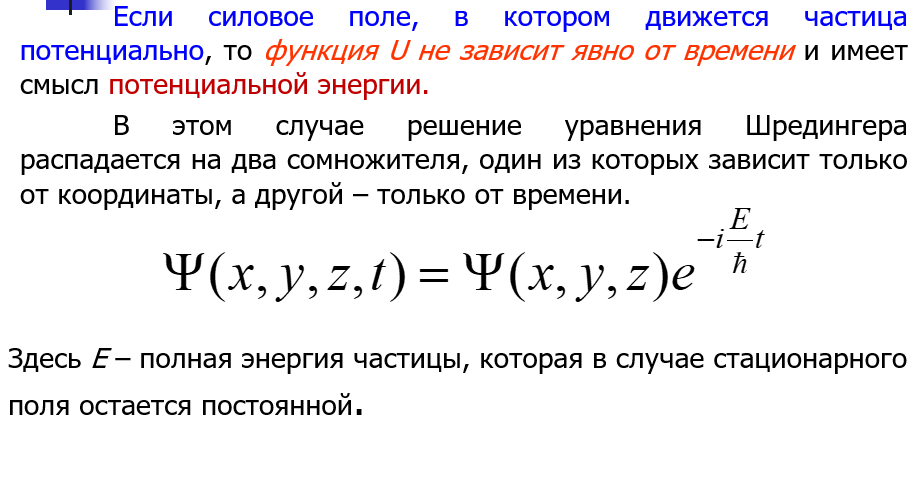 Если силовое поле, в котором движется частица
потенциально, то функция U не зависит явно от времени и имеет
смысл потенциальной энергии.
В этом случае решение уравнения Шредингера
распадается на два сомножителя, один из которых зависит только
от координаты, а другой – только от времени.
Ψ(x, y, z, t) = Ψ(x, y, z)e^{-i\frac{E}{ħ}t}
Здесь E – полная энергия частицы, которая в случае стационарного
поля остается постоянной.